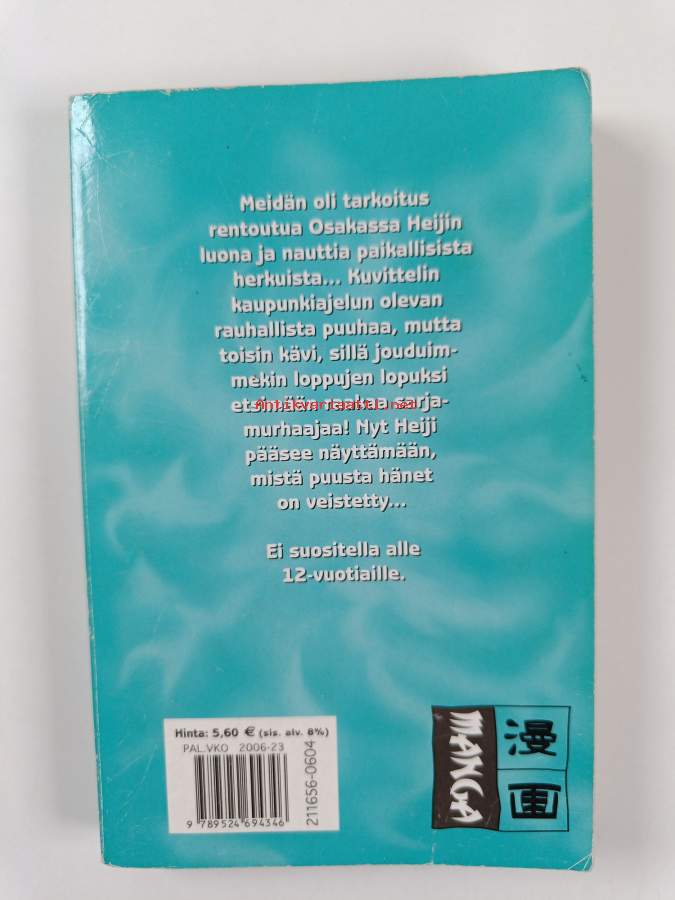 Meidän oli tarkoitus
rentoutua Osakassa Heijin
luona ja nauttia paikallisista
herkuista... Kuvittelin
kaupunkiajelun olevan
rauhallista puuhaa, mutta
toisin kävi, sillä jouduim-
mekin loppujen lopuksi
etsimään raakaa sarja-
murhaajaa! Nyt Heiji
pääsee näyttämään,
mistä puusta hänet
on veistetty...
Ei suositella alle
12-vuotiaille.
Hinta: 5,60 € (sis. alv. 8%)
PAL.VKO 2006-23
211656-0604
9 789524 694346
MANGA
漫
画